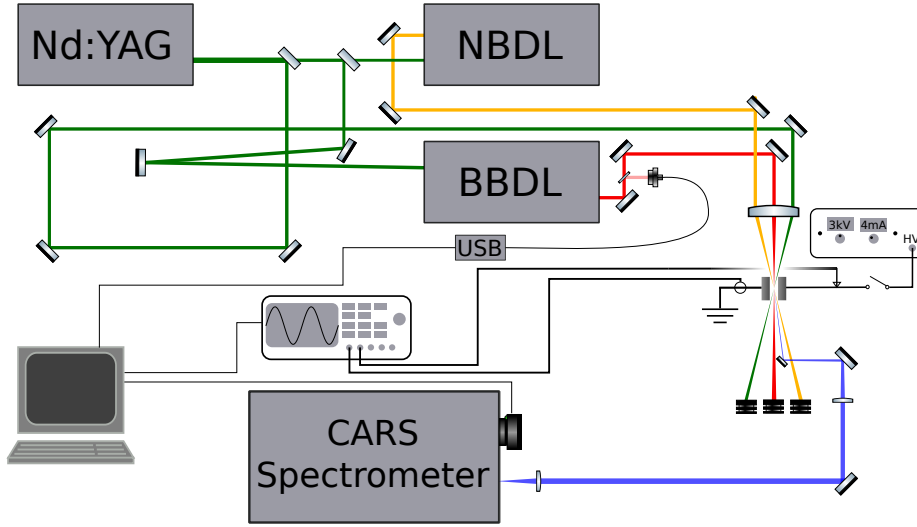 Nd:YAG
NBDL
BBDL
USB
3kV
4mA
HV
CARS
Spectrometer